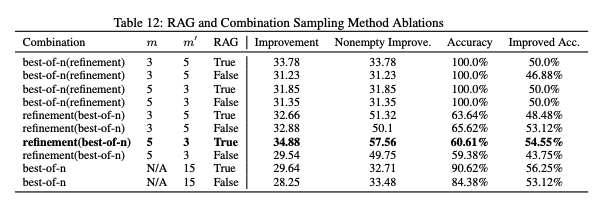 Table 12: RAG and Combination Sampling Method Ablations
Combination m m′ RAG Improvement Nonempty Improve. Accuracy Improved Acc.
best-of-n(refinement) 3 5 True 33.78 33.78 100.0% 50.0%
best-of-n(refinement) 3 5 False 31.23 31.23 100.0% 46.88%
best-of-n(refinement) 5 3 True 31.85 31.85 100.0% 50.0%
best-of-n(refinement) 5 3 False 31.35 31.35 100.0% 50.0%
refinement(best-of-n) 3 5 True 32.66 51.32 63.64% 48.48%
refinement(best-of-n) 3 5 False 32.88 50.1 65.62% 53.12%
refinement(best-of-n) 5 3 True 34.88 57.56 60.61% 54.55%
refinement(best-of-n) 5 3 False 29.54 49.75 59.38% 43.75%
best-of-n N/A 15 True 29.64 32.71 90.62% 56.25%
best-of-n N/A 15 False 28.25 33.48 84.38% 53.12%